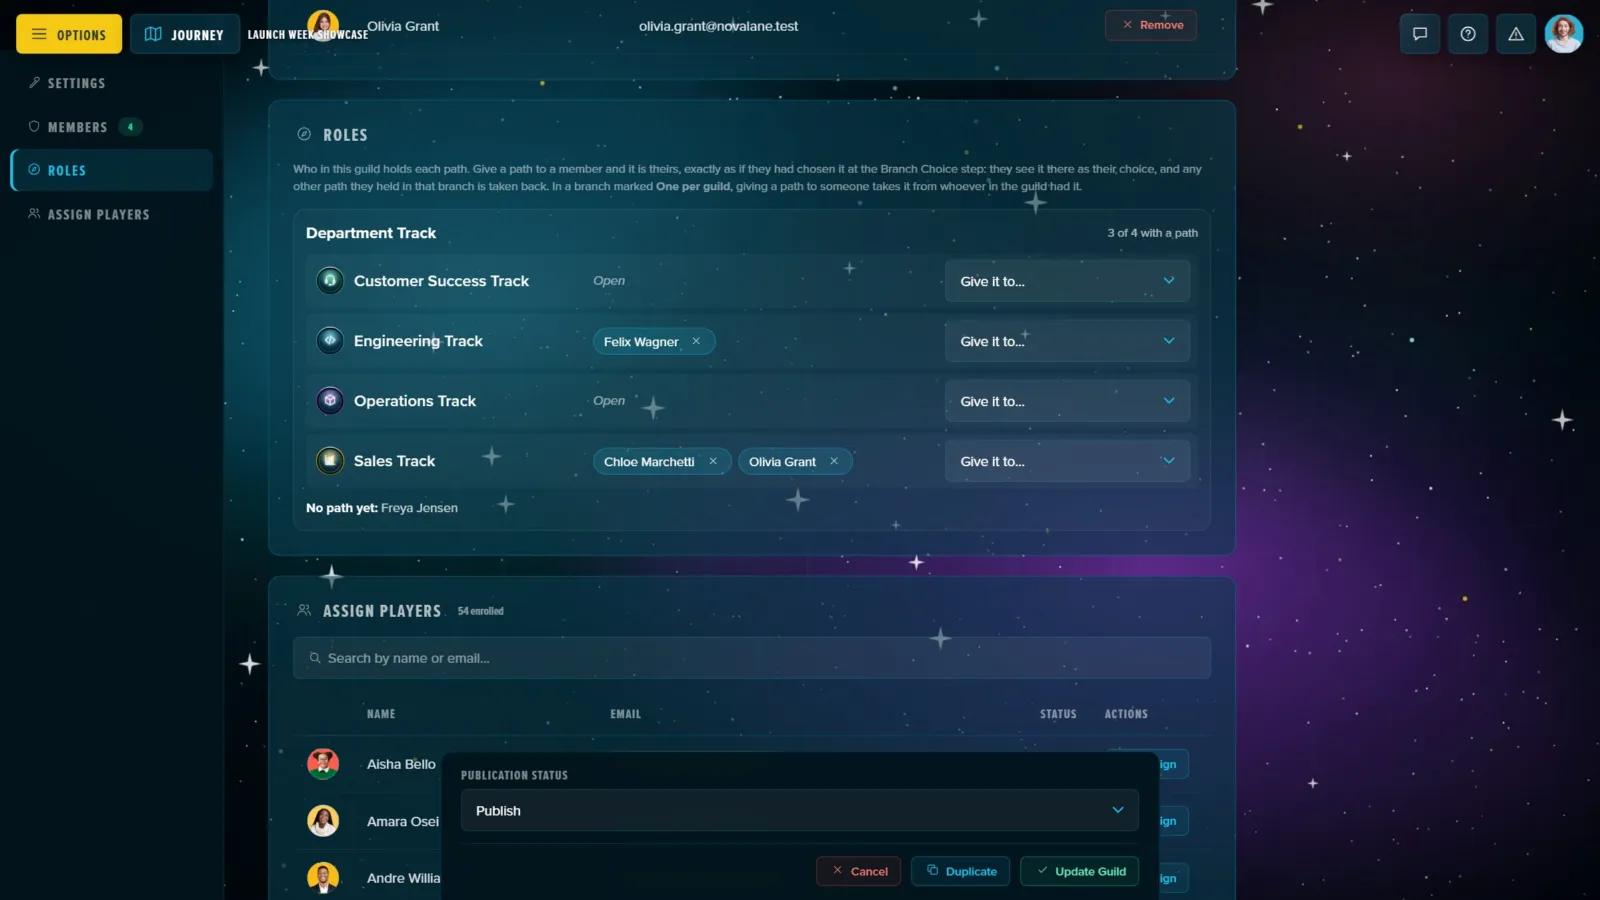 OPTIONS
JOURNEY
LAUNCH WEEK SHOWCASE
Olivia Grant
olivia.grant@novalane.test
Remove
SETTINGS
MEMBERS 4
ROLES
ASSIGN PLAYERS
ROLES
Who in this guild holds each path. Give a path to a member and it is theirs, exactly as if they had chosen it at the Branch Choice step: they see it there as their choice, and any
other path they held in that branch is taken back. In a branch marked One per guild, giving a path to someone takes it from whoever in the guild had it.
Department Track
3 of 4 with a path
Customer Success Track
Open
Give it to...
Engineering Track
Felix Wagner
Give it to...
Operations Track
Open
Give it to...
Sales Track
Chloe Marchetti
Olivia Grant
Give it to...
No path yet: Freya Jensen
ASSIGN PLAYERS
54 enrolled
Search by name or email...
NAME
EMAIL
STATUS
ACTIONS
Aisha Bello
ign
Amara Osei
ign
Andre Willia
ign
PUBLICATION STATUS
Publish
Cancel
Duplicate
Update Guild